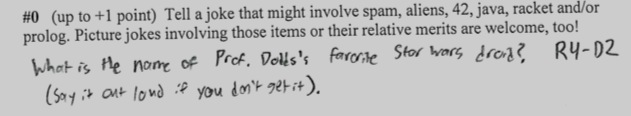 #0 (up to +1 point) Tell a joke that might involve spam, aliens, 42, java, racket and/or
prolog. Picture jokes involving those items or their relative merits are welcome, too!
What is the name of Prof. Dodds's favorite Star wars droid? R4-D2
(Say it out loud if you don't get it).